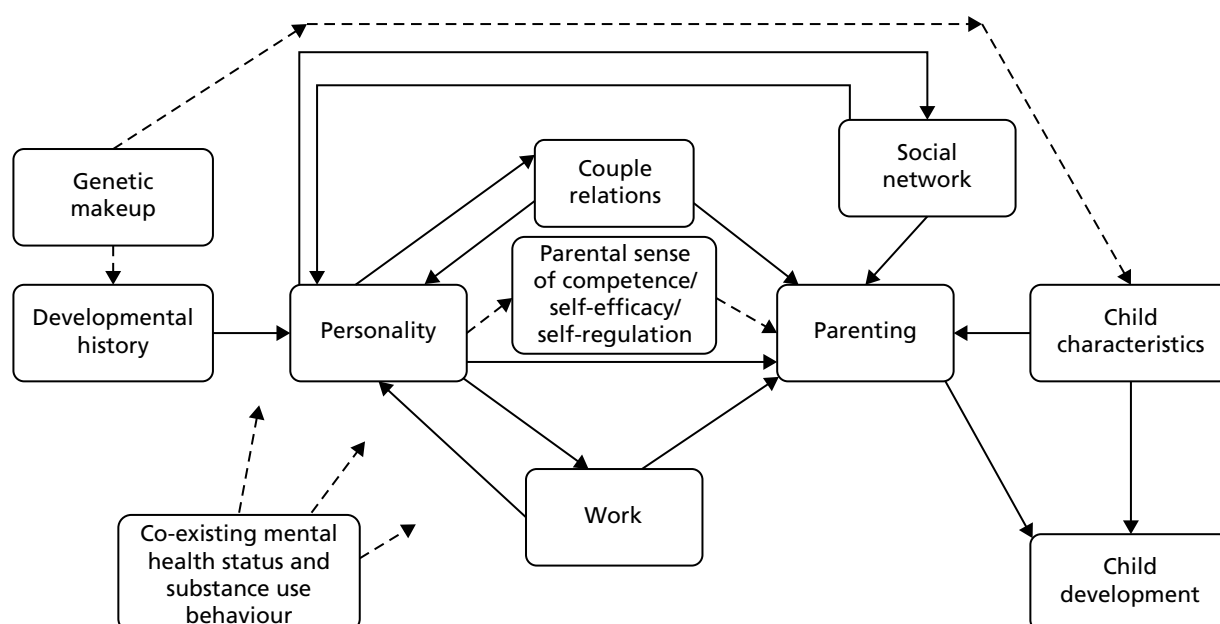 Genetic
makeup
Social
network
Couple
relations
Parental sense
of competence/
self-efficacy/
self-regulation
Developmental
history
Personality
Parenting
Child
characteristics
Work
Co-existing mental
health status and
substance use
behaviour
Child
development